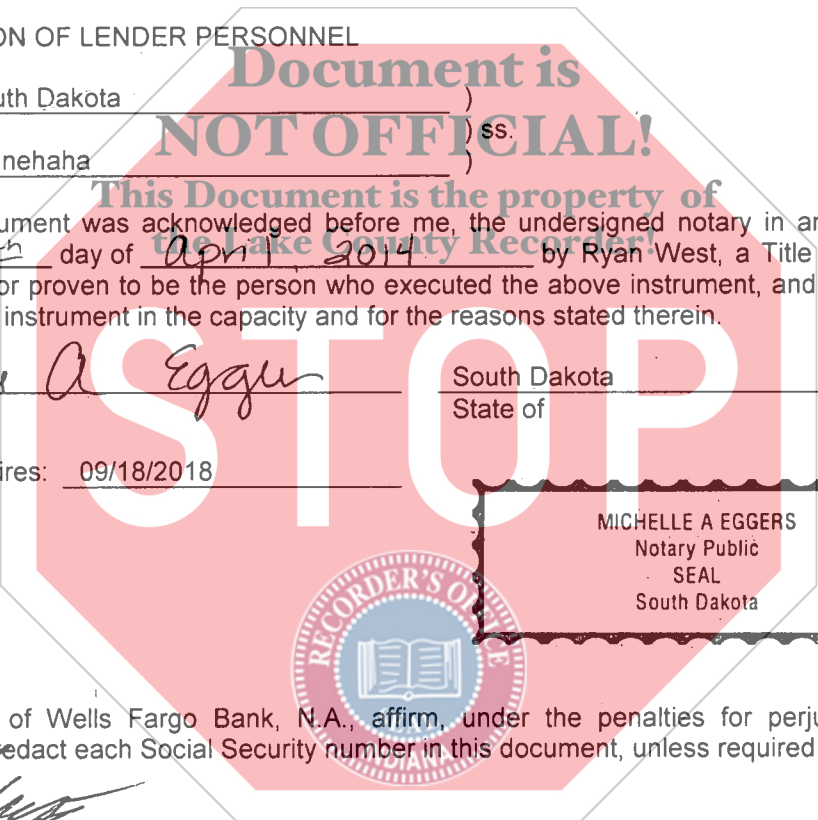 ON OF LENDER PERSONNEL
Document is
uth Dakota )
NOT OFFICIAL!
) ss.
nehaha )
This Document is the property of
ument was acknowledged before me, the undersigned notary in an
the Lake County Recorder!
h day of April, 2014 by Ryan West, a Title
or proven to be the person who executed the above instrument, and
instrument in the capacity and for the reasons stated therein.
STOP
A Eggers
South Dakota
State of
ires: 09/18/2018
MICHELLE A EGGERS
Notary Public
SEAL
South Dakota
RECORDER'S OFFICE
INDIANA
of Wells Fargo Bank, N.A., affirm, under the penalties for perju
edact each Social Security number in this document, unless required